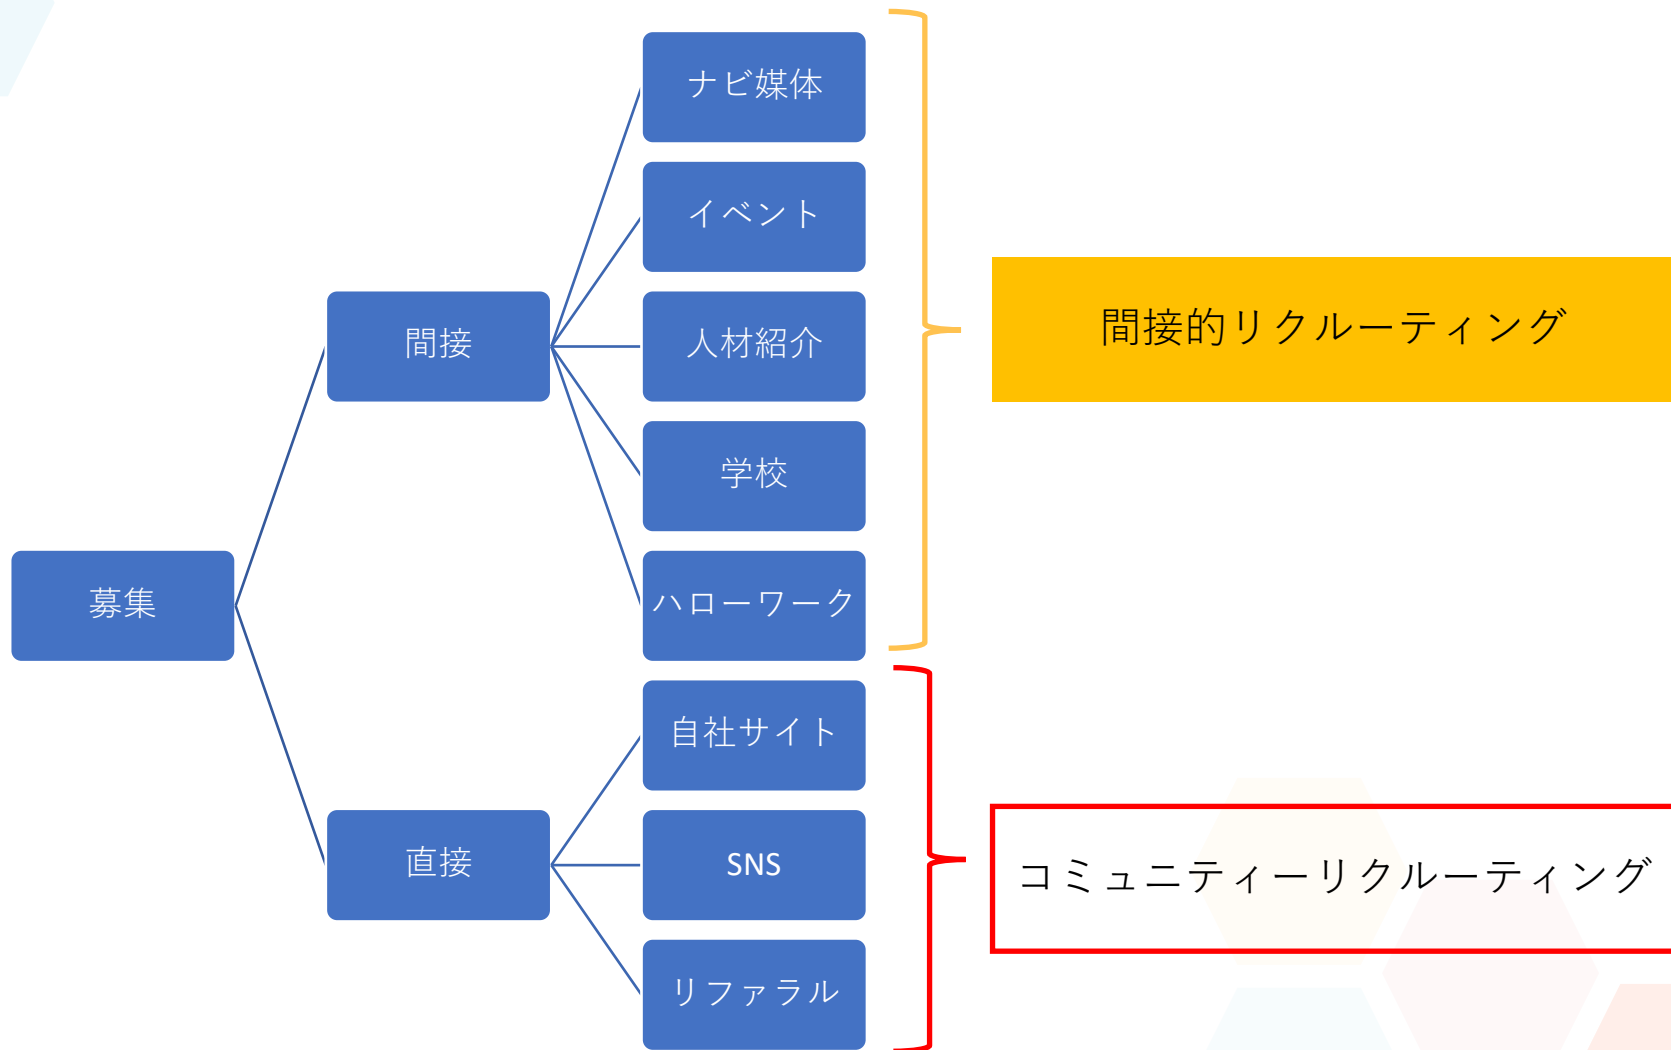 ナビ媒体
イベント
間接的リクルーティング
間接
人材紹介
学校
募集
ハローワーク
自社サイト
直接
SNS
コミュニティーリクルーティング
リファラル